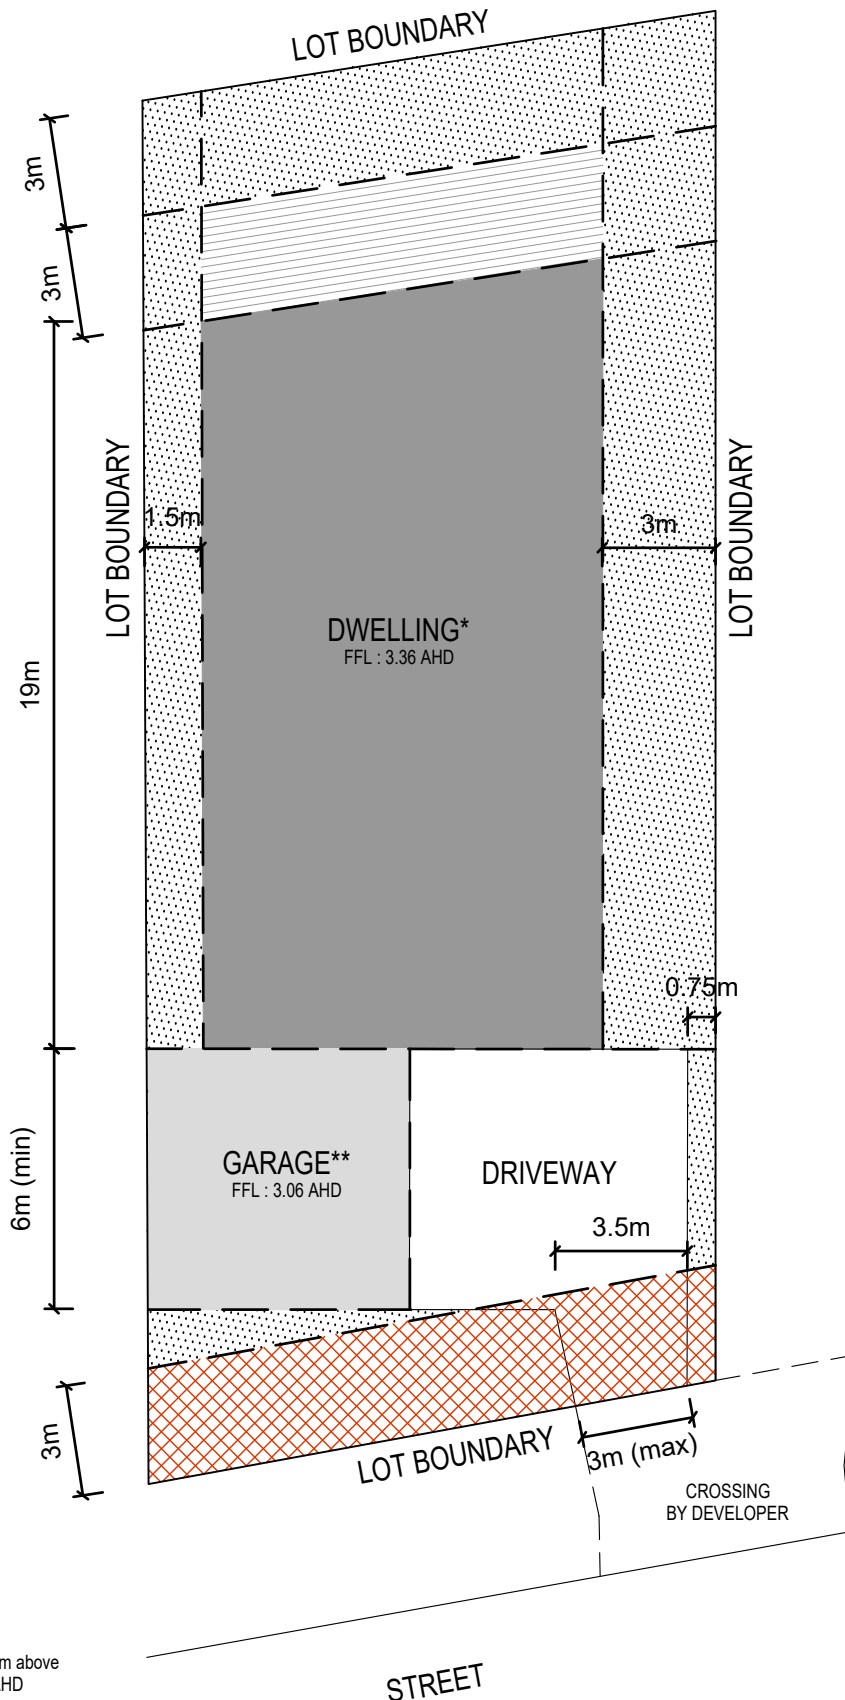 LOT BOUNDARY
3m
3m
LOT BOUNDARY
LOT BOUNDARY
1.5m
3m
DWELLING*
FFL : 3.36 AHD
19m
0.75m
6m (min)
GARAGE**
FFL : 3.06 AHD
DRIVEWAY
3.5m
3m
LOT BOUNDARY
3m (max)
CROSSING
BY DEVELOPER
m above
STREET